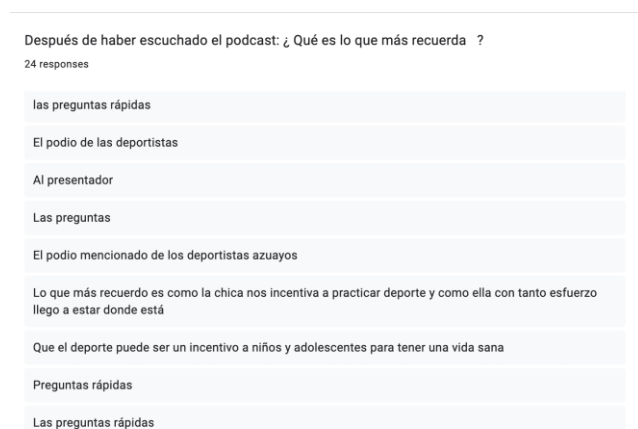 Después de haber escuchado el podcast: ¿ Qué es lo que más recuerda ?
24 responses
las preguntas rápidas
El podio de las deportistas
Al presentador
Las preguntas
El podio mencionado de los deportistas azuayos
Lo que más recuerdo es como la chica nos incentiva a practicar deporte y como ella con tanto esfuerzo
llego a estar donde está
Que el deporte puede ser un incentivo a niños y adolescentes para tener una vida sana
Preguntas rápidas
Las preguntas rápidas